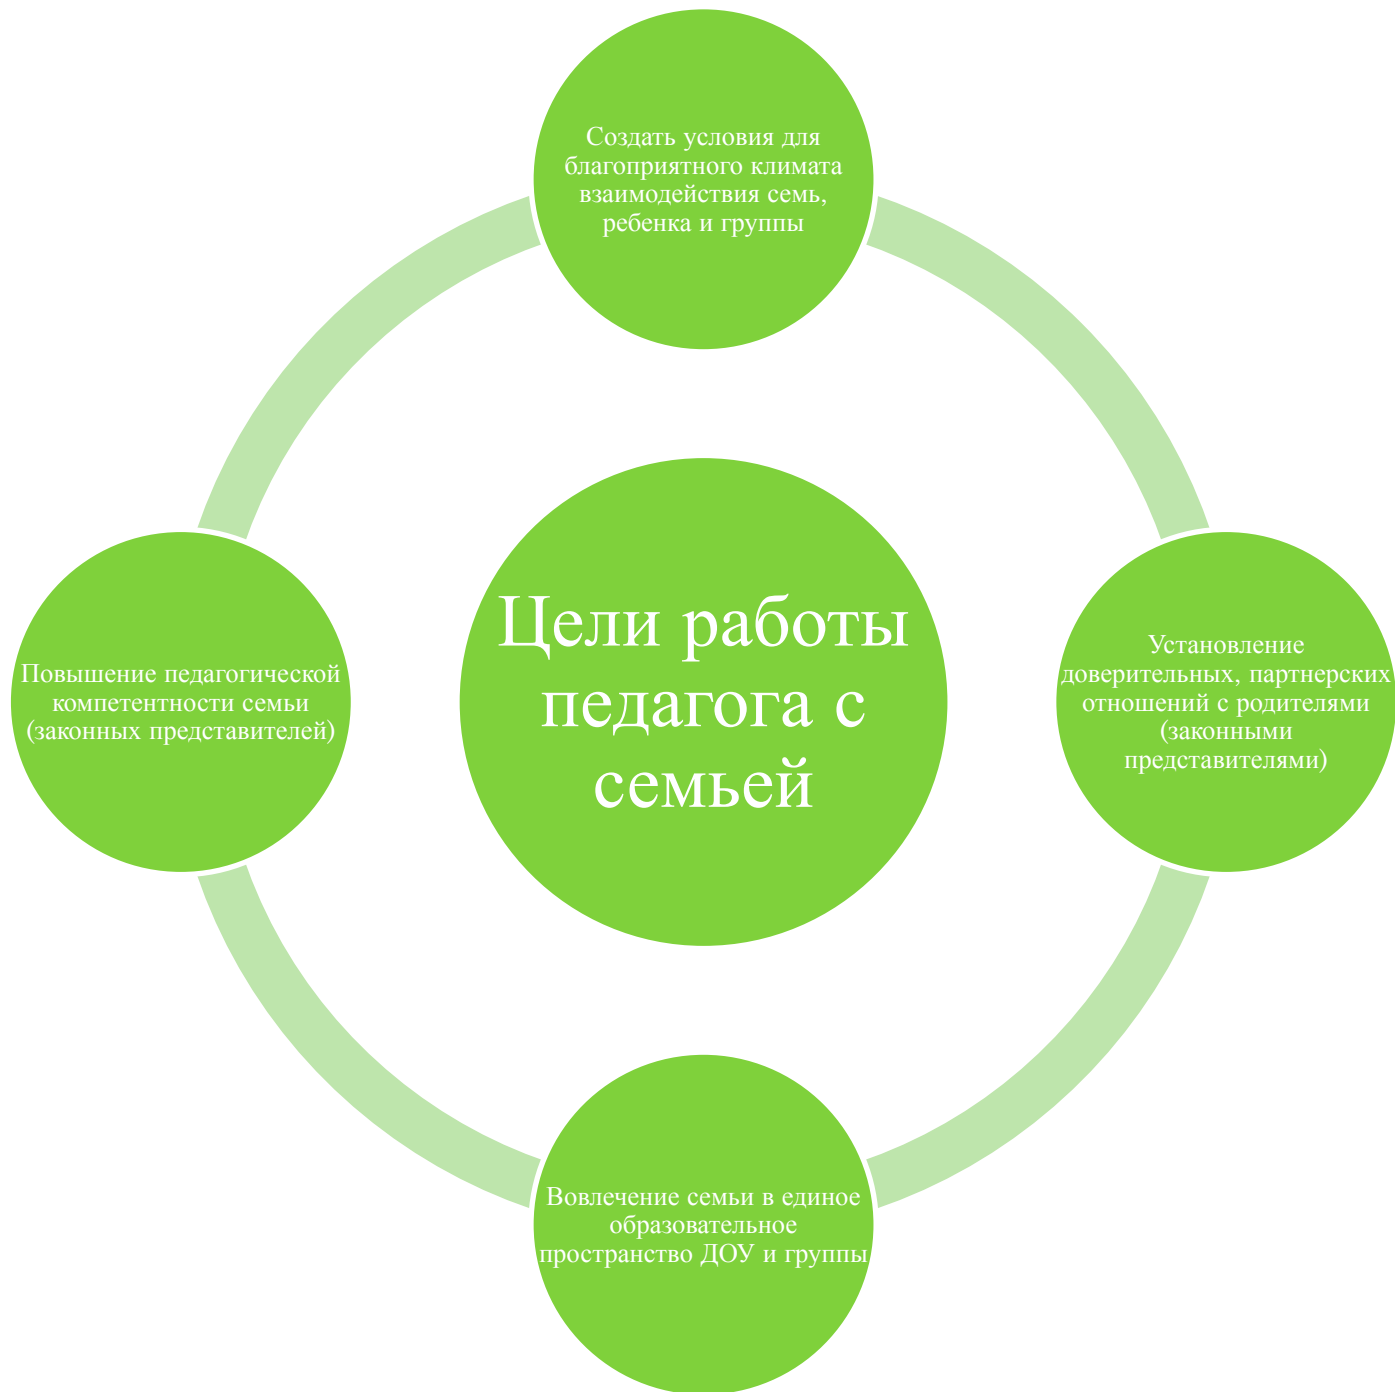 Создать условия для
благоприятного климата
взаимодействия семь,
ребенка и группы
Цели работы
педагога с
семьей
Установление
доверительных, партнерских
отношений с родителями
(законными
представителями)
Вовлечение семьи в единое
образовательное
пространство ДОУ и группы
Повышение педагогической
компетентности семьи
(законных представителей)